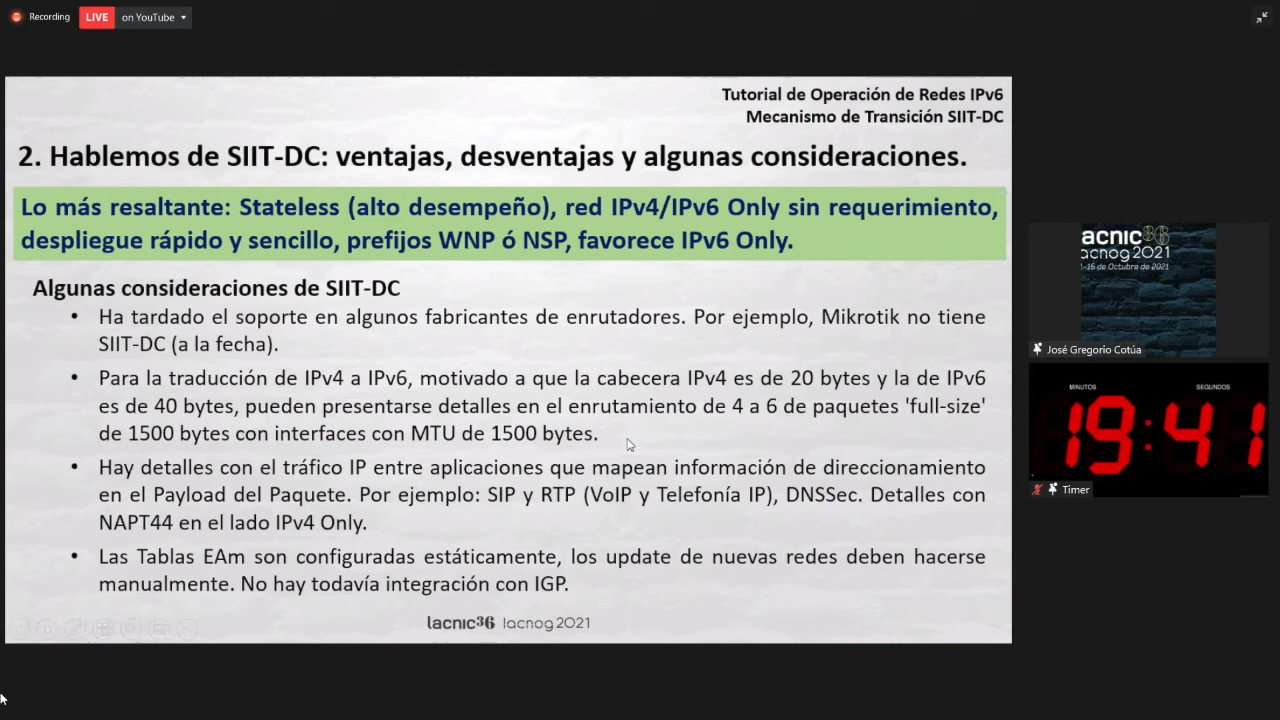 Recording
LIVE on YouTube
Tutorial de Operación de Redes IPv6
Mecanismo de Transición SIIT-DC
2. Hablemos de SIIT-DC: ventajas, desventajas y algunas consideraciones.
Lo más resaltante: Stateless (alto desempeño), red IPv4/IPv6 Only sin requerimiento,
despliegue rápido y sencillo, prefijos WNP ó NSP, favorece IPv6 Only.
Algunas consideraciones de SIIT-DC
• Ha tardado el soporte en algunos fabricantes de enrutadores. Por ejemplo, Mikrotik no tiene
SIIT-DC (a la fecha).
• Para la traducción de IPv4 a IPv6, motivado a que la cabecera IPv4 es de 20 bytes y la de IPv6
es de 40 bytes, pueden presentarse detalles en el enrutamiento de 4 a 6 de paquetes 'full-size'
de 1500 bytes con interfaces con MTU de 1500 bytes.
• Hay detalles con el tráfico IP entre aplicaciones que mapean información de direccionamiento
en el Payload del Paquete. Por ejemplo: SIP y RTP (VoIP y Telefonía IP), DNSSec. Detalles con
NAPT44 en el lado IPv4 Only.
• Las Tablas EAm son configuradas estáticamente, los update de nuevas redes deben hacerse
manualmente. No hay todavía integración con IGP.
lacnic36 lacnog2021
acnic36
lacnog2021
1-15 de Octubre de 2021
José Gregorio Cotúa
MINUTOS SEGUNDOS
19:41
Timer